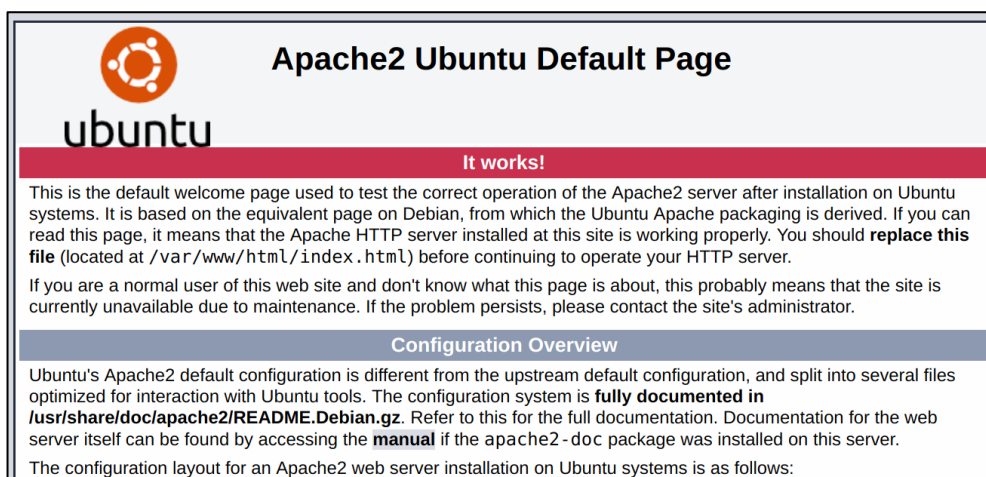 ubuntu
Apache2 Ubuntu Default Page
It works!
This is the default welcome page used to test the correct operation of the Apache2 server after installation on Ubuntu
systems. It is based on the equivalent page on Debian, from which the Ubuntu Apache packaging is derived. If you can
read this page, it means that the Apache HTTP server installed at this site is working properly. You should replace this
file (located at /var/www/html/index.html) before continuing to operate your HTTP server.
If you are a normal user of this web site and don't know what this page is about, this probably means that the site is
currently unavailable due to maintenance. If the problem persists, please contact the site's administrator.
Configuration Overview
Ubuntu's Apache2 default configuration is different from the upstream default configuration, and split into several files
optimized for interaction with Ubuntu tools. The configuration system is fully documented in
/usr/share/doc/apache2/README.Debian.gz. Refer to this for the full documentation. Documentation for the web
server itself can be found by accessing the manual if the apache2-doc package was installed on this server.
The configuration layout for an Apache2 web server installation on Ubuntu systems is as follows: